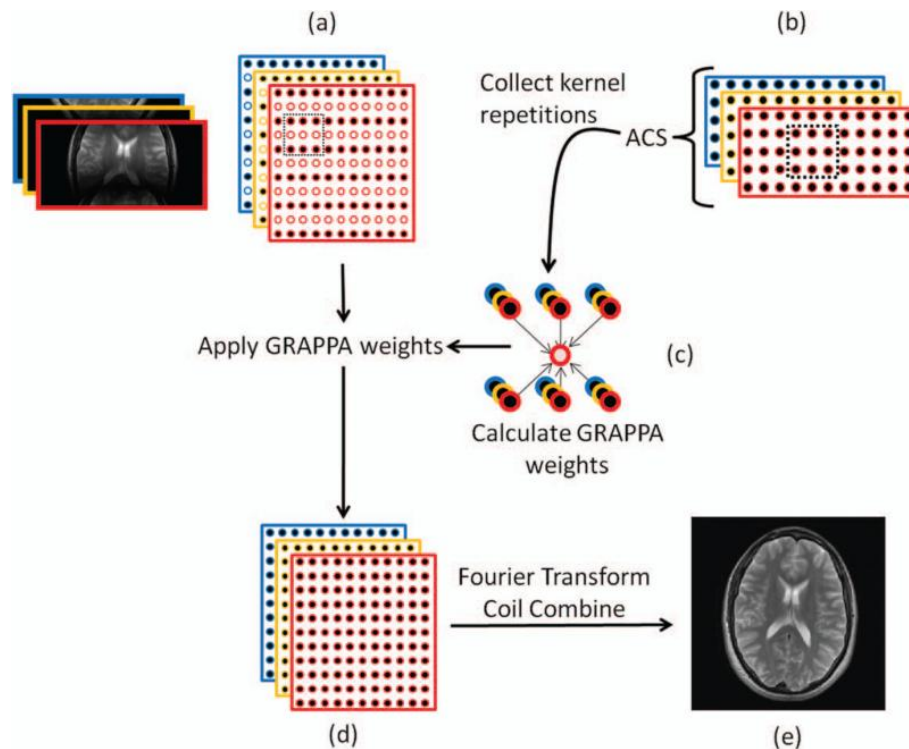 (a)
(b)
Collect kernel
repetitions
ACS
Apply GRAPPA weights
(c)
Calculate GRAPPA
weights
Fourier Transform
Coil Combine
(d)
(e)